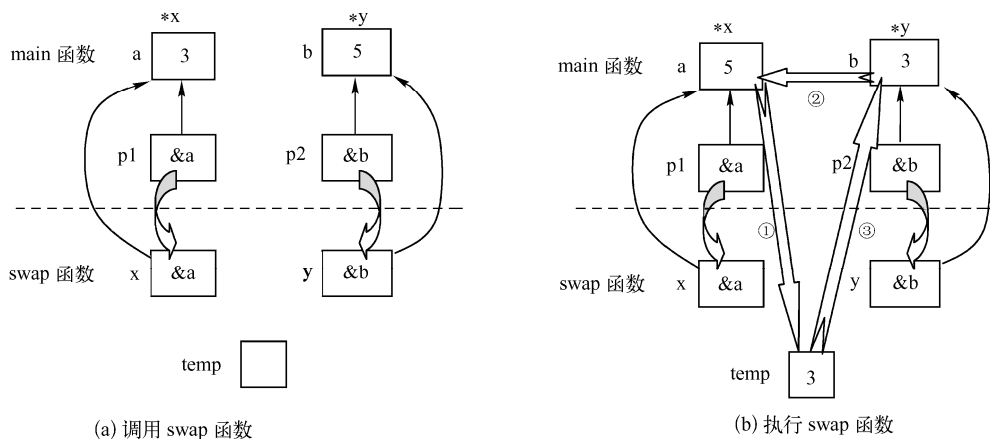 *x
*y
main 函数
a
3
b
5
p1
&a
p2
&b
swap 函数
x
&a
y
&b
temp
(a) 调用 swap 函数
*x
*y
main 函数
a
5
b
3
②
p1
&a
p2
&b
①
③
swap 函数
x
&a
y
&b
temp
3
(b) 执行 swap 函数